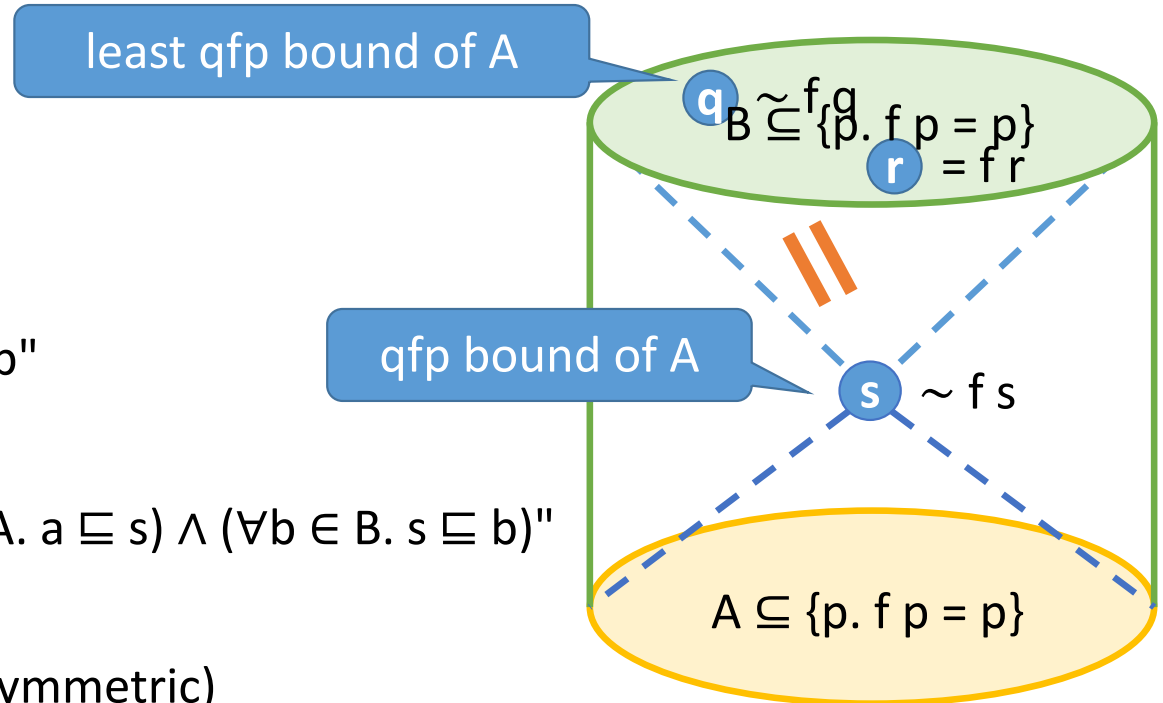 least qfp bound of A
q ~ f q
B ⊆ {p. f p = p}
r = f r
b"
qfp bound of A
s ~ f s
A. a ⊑ s) ∧ (∀b ∈ B. s ⊑ b)"
A ⊆ {p. f p = p}
ymmetric)